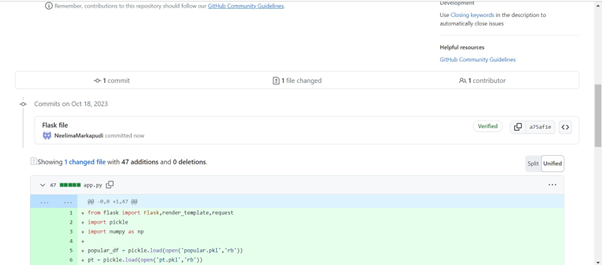 Remember, contributions to this repository should follow our GitHub Community Guidelines.
Development
Use Closing keywords in the description to
automatically close issues
Helpful resources
GitHub Community Guidelines
1 commit
1 file changed
1 contributor
Commits on Oct 18, 2023
Flask file
NeelimaMarkapudi committed now
Verified
a75af1e
Showing 1 changed file with 47 additions and 0 deletions.
Split Unified
47 app.py
... ... @@ -0,0 +1,47 @@
1 + from flask import Flask,render_template,request
2 + import pickle
3 + import numpy as np
4 +
5 + popular_df = pickle.load(open('popular.pkl','rb'))
6 + pt = pickle.load(open('pt.pkl','rb'))